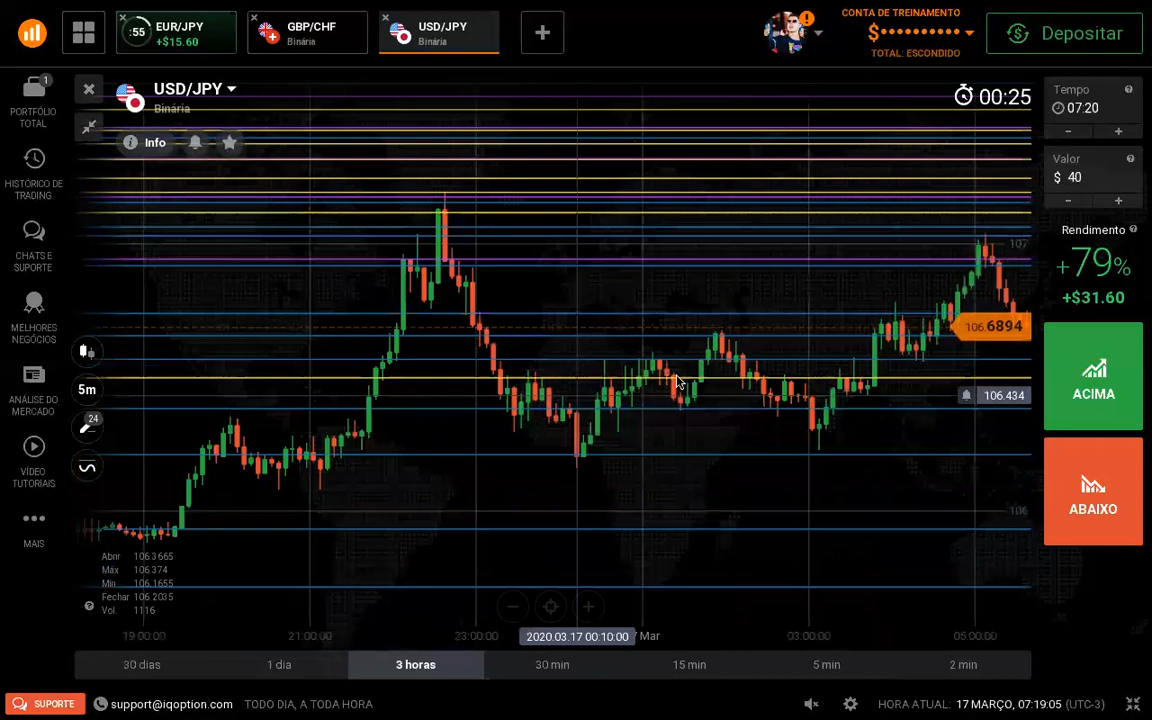 :55
EUR/JPY
+$15.60
GBP/CHF
Binária
USD/JPY
Binária
CONTA DE TREINAMENTO
$••••••••••
TOTAL: ESCONDIDO
Depositar
1
PORTFÓLIO
TOTAL
HISTÓRICO DE
TRADING
CHATS E
SUPORTE
MELHORES
NEGÓCIOS
ANÁLISE DO
MERCADO
VÍDEO
TUTORIAIS
MAIS
USD/JPY
Binária
Info
00:25
5m
24
107
106 6894
106.434
106
Abrir 106.3665
Máx 106.374
Mín 106.1655
Fechar 106.2035
Vol. 1116
19:00:00
21:00:00
23:00:00
2020.03.17 00:10:00
Mar
03:00:00
05:00:00
30 dias
1 dia
3 horas
30 min
15 min
5 min
2 min
Tempo
07:20
Valor
$ 40
Rendimento
+79%
+$31.60
ACIMA
ABAIXO
SUPORTE
support@iqoption.com
TODO DIA, A TODA HORA
HORA ATUAL: 17 MARÇO, 07:19:05 (UTC-3)